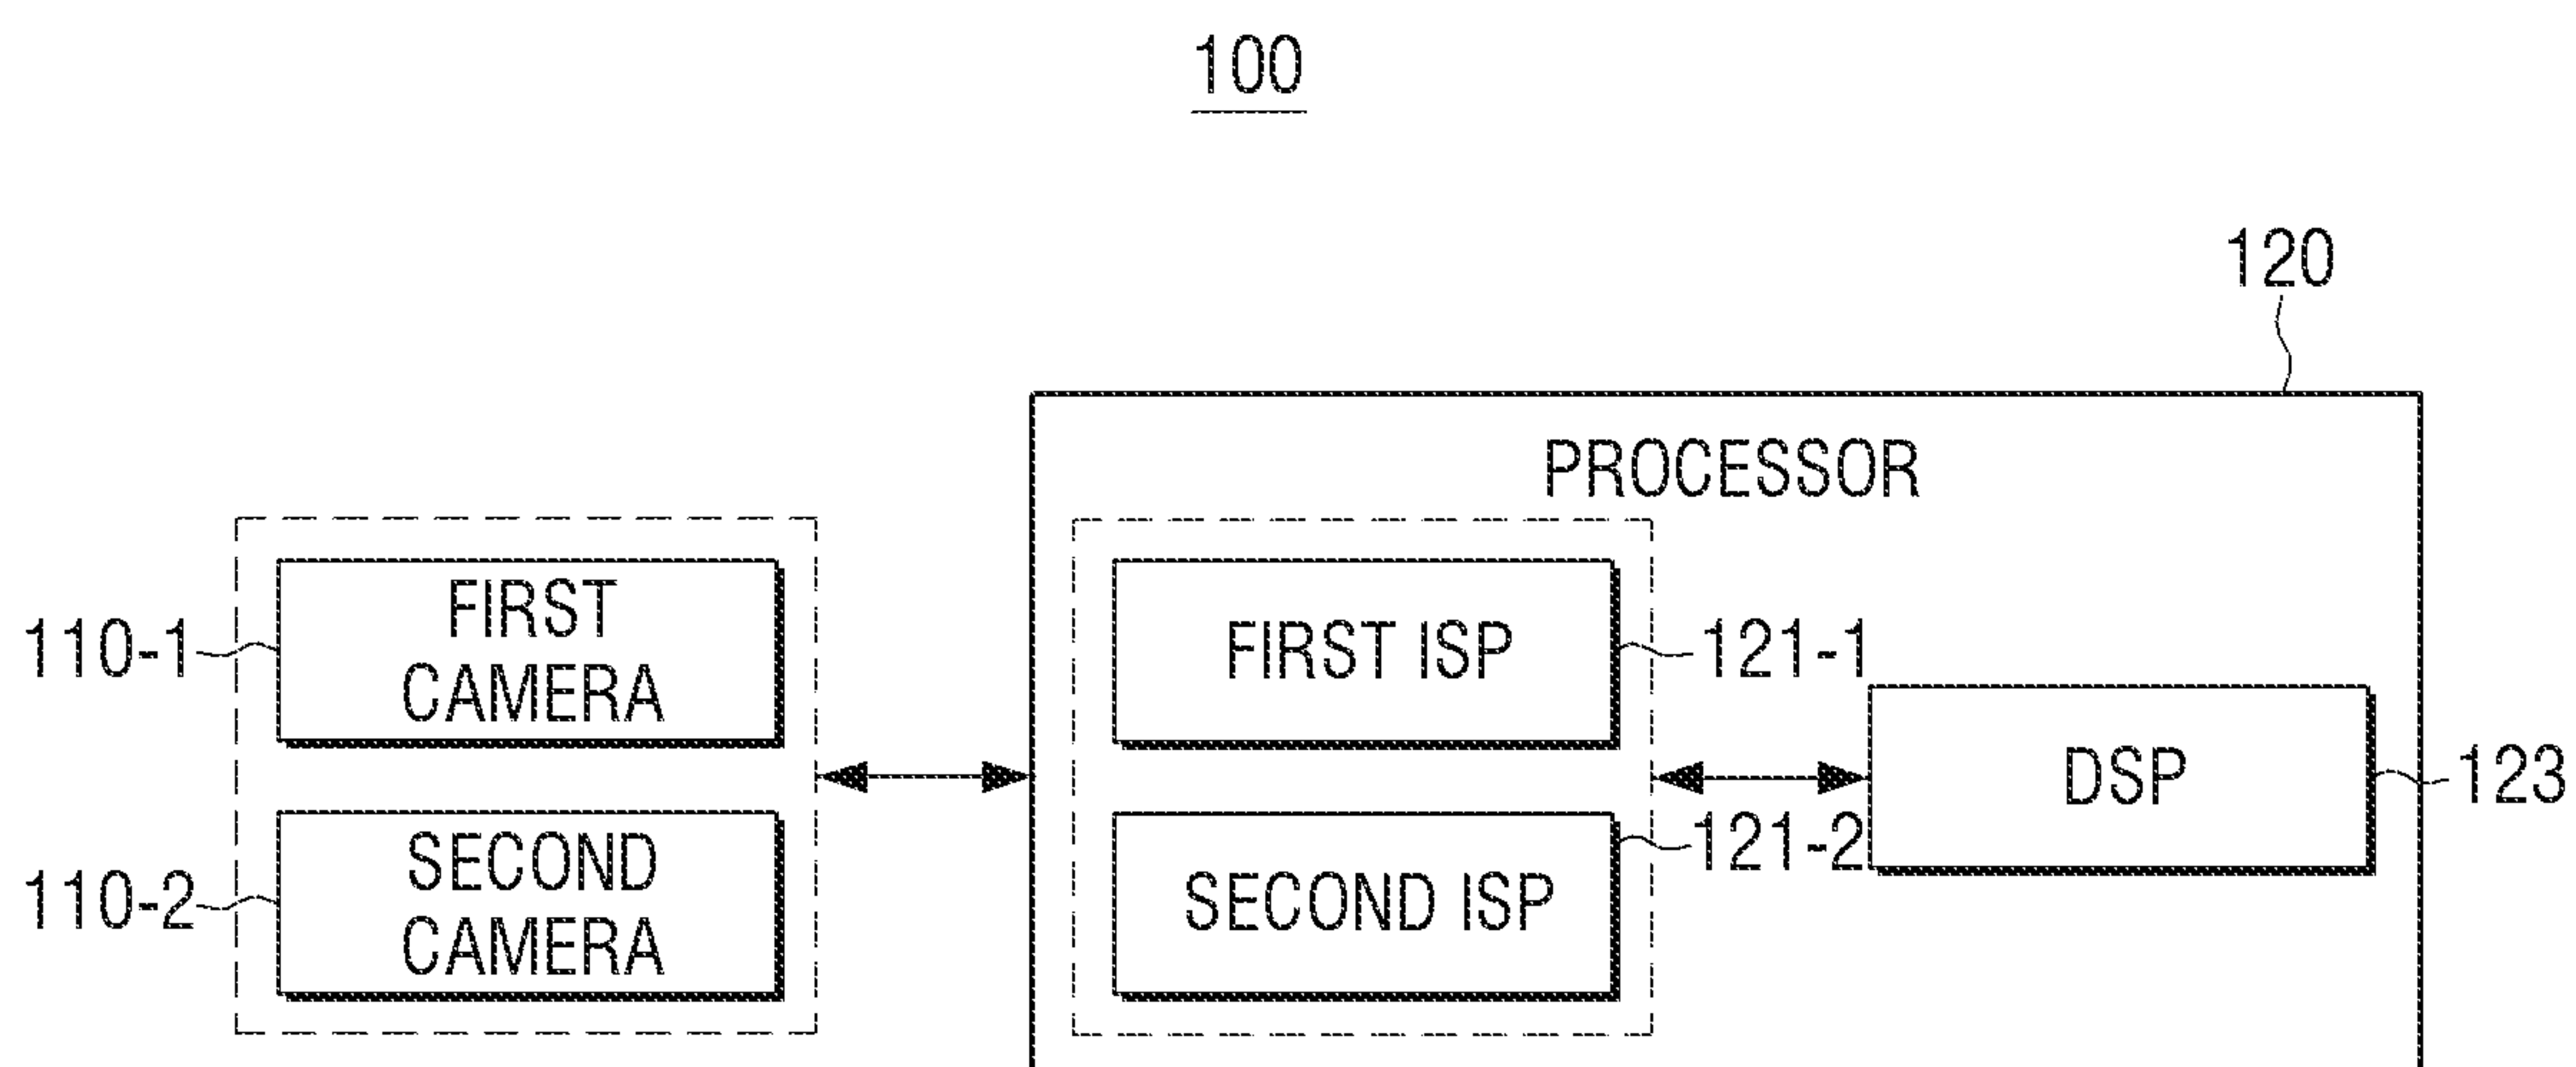 100
120
PROCESSOR
110-1
FIRST
CAMERA
FIRST ISP
121-1
DSP
123
110-2
SECOND
CAMERA
SECOND ISP
121-2